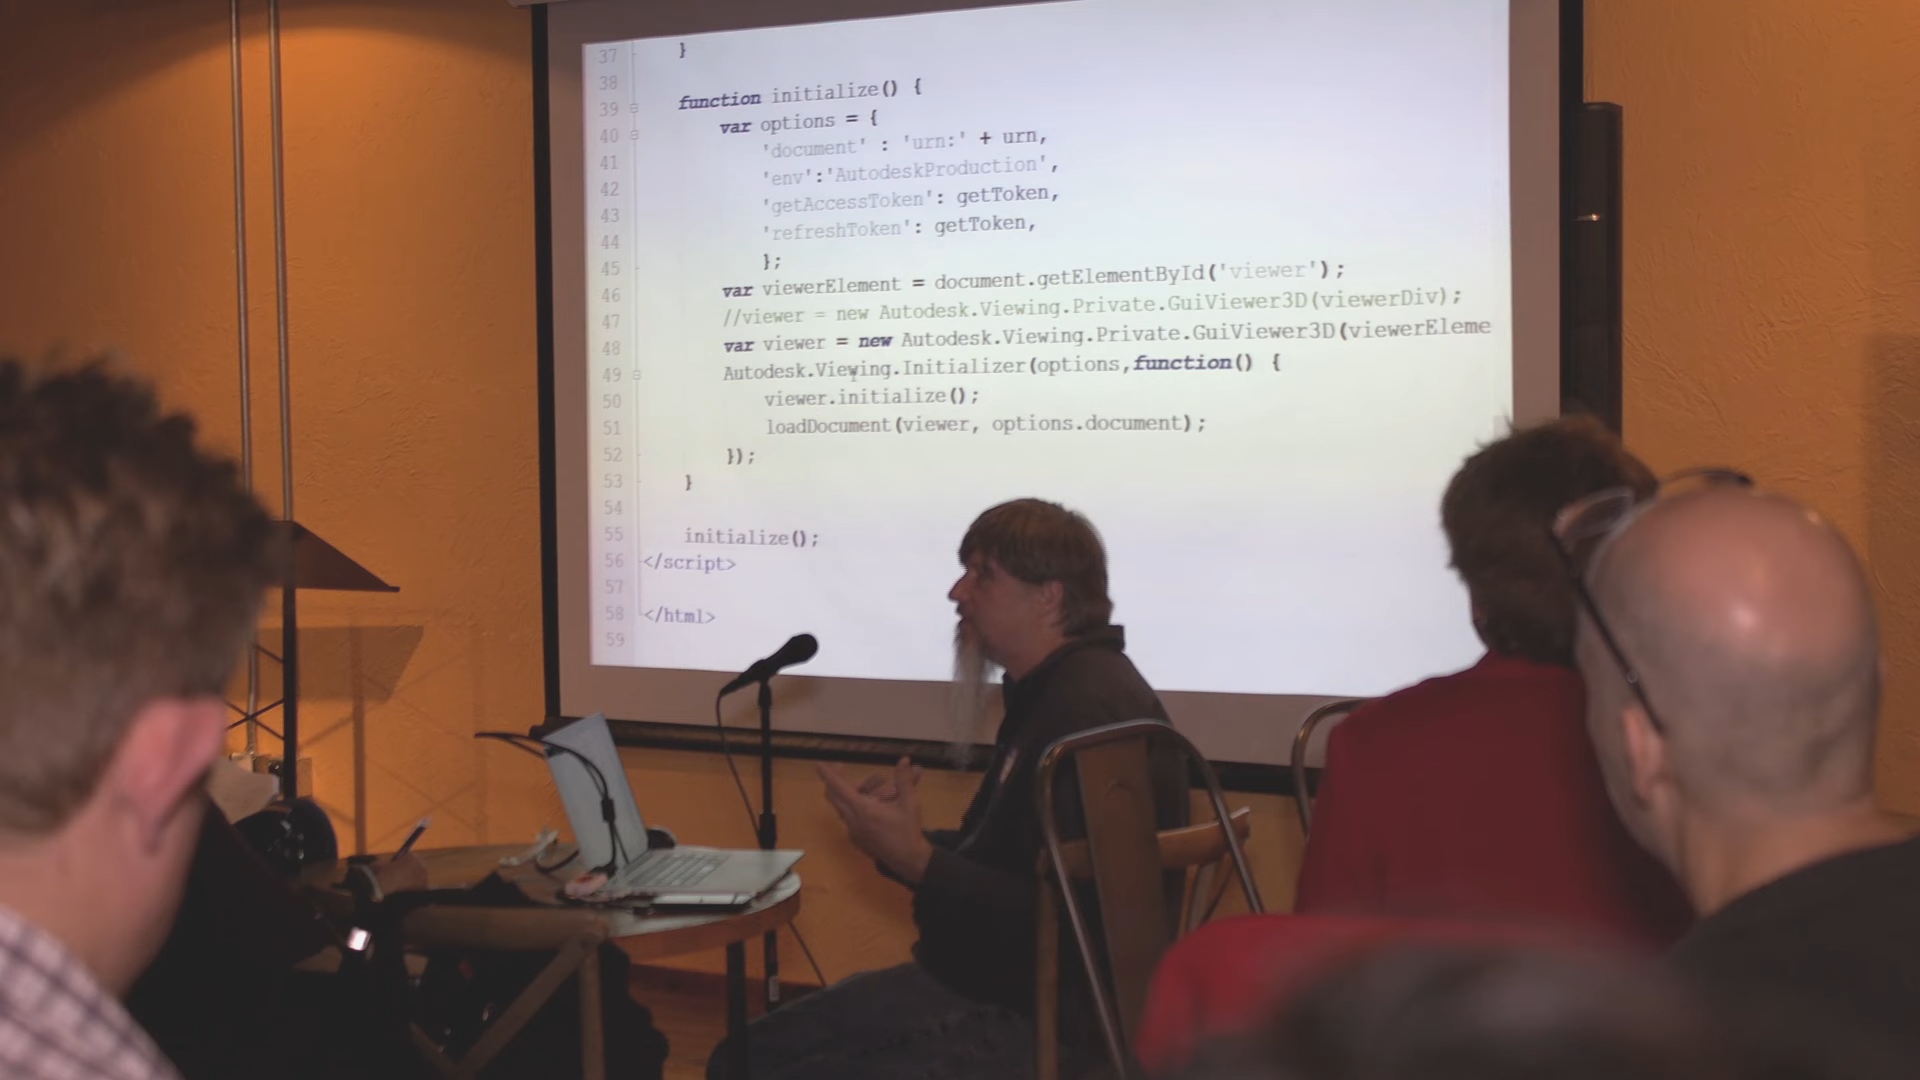 37 }
38
39 function initialize() {
40 var options = {
41 'document' : 'urn:' + urn,
42 'env':'AutodeskProduction',
43 'getAccessToken': getToken,
44 'refreshToken': getToken,
45 };
46 var viewerElement = document.getElementById('viewer');
47 //viewer = new Autodesk.Viewing.Private.GuiViewer3D(viewerDiv);
48 var viewer = new Autodesk.Viewing.Private.GuiViewer3D(viewerEleme
49 Autodesk.Viewing.Initializer(options,function() {
50 viewer.initialize();
51 loadDocument(viewer, options.document);
52 });
53 }
54
55 initialize();
56 </script>
57
58 </html>
59